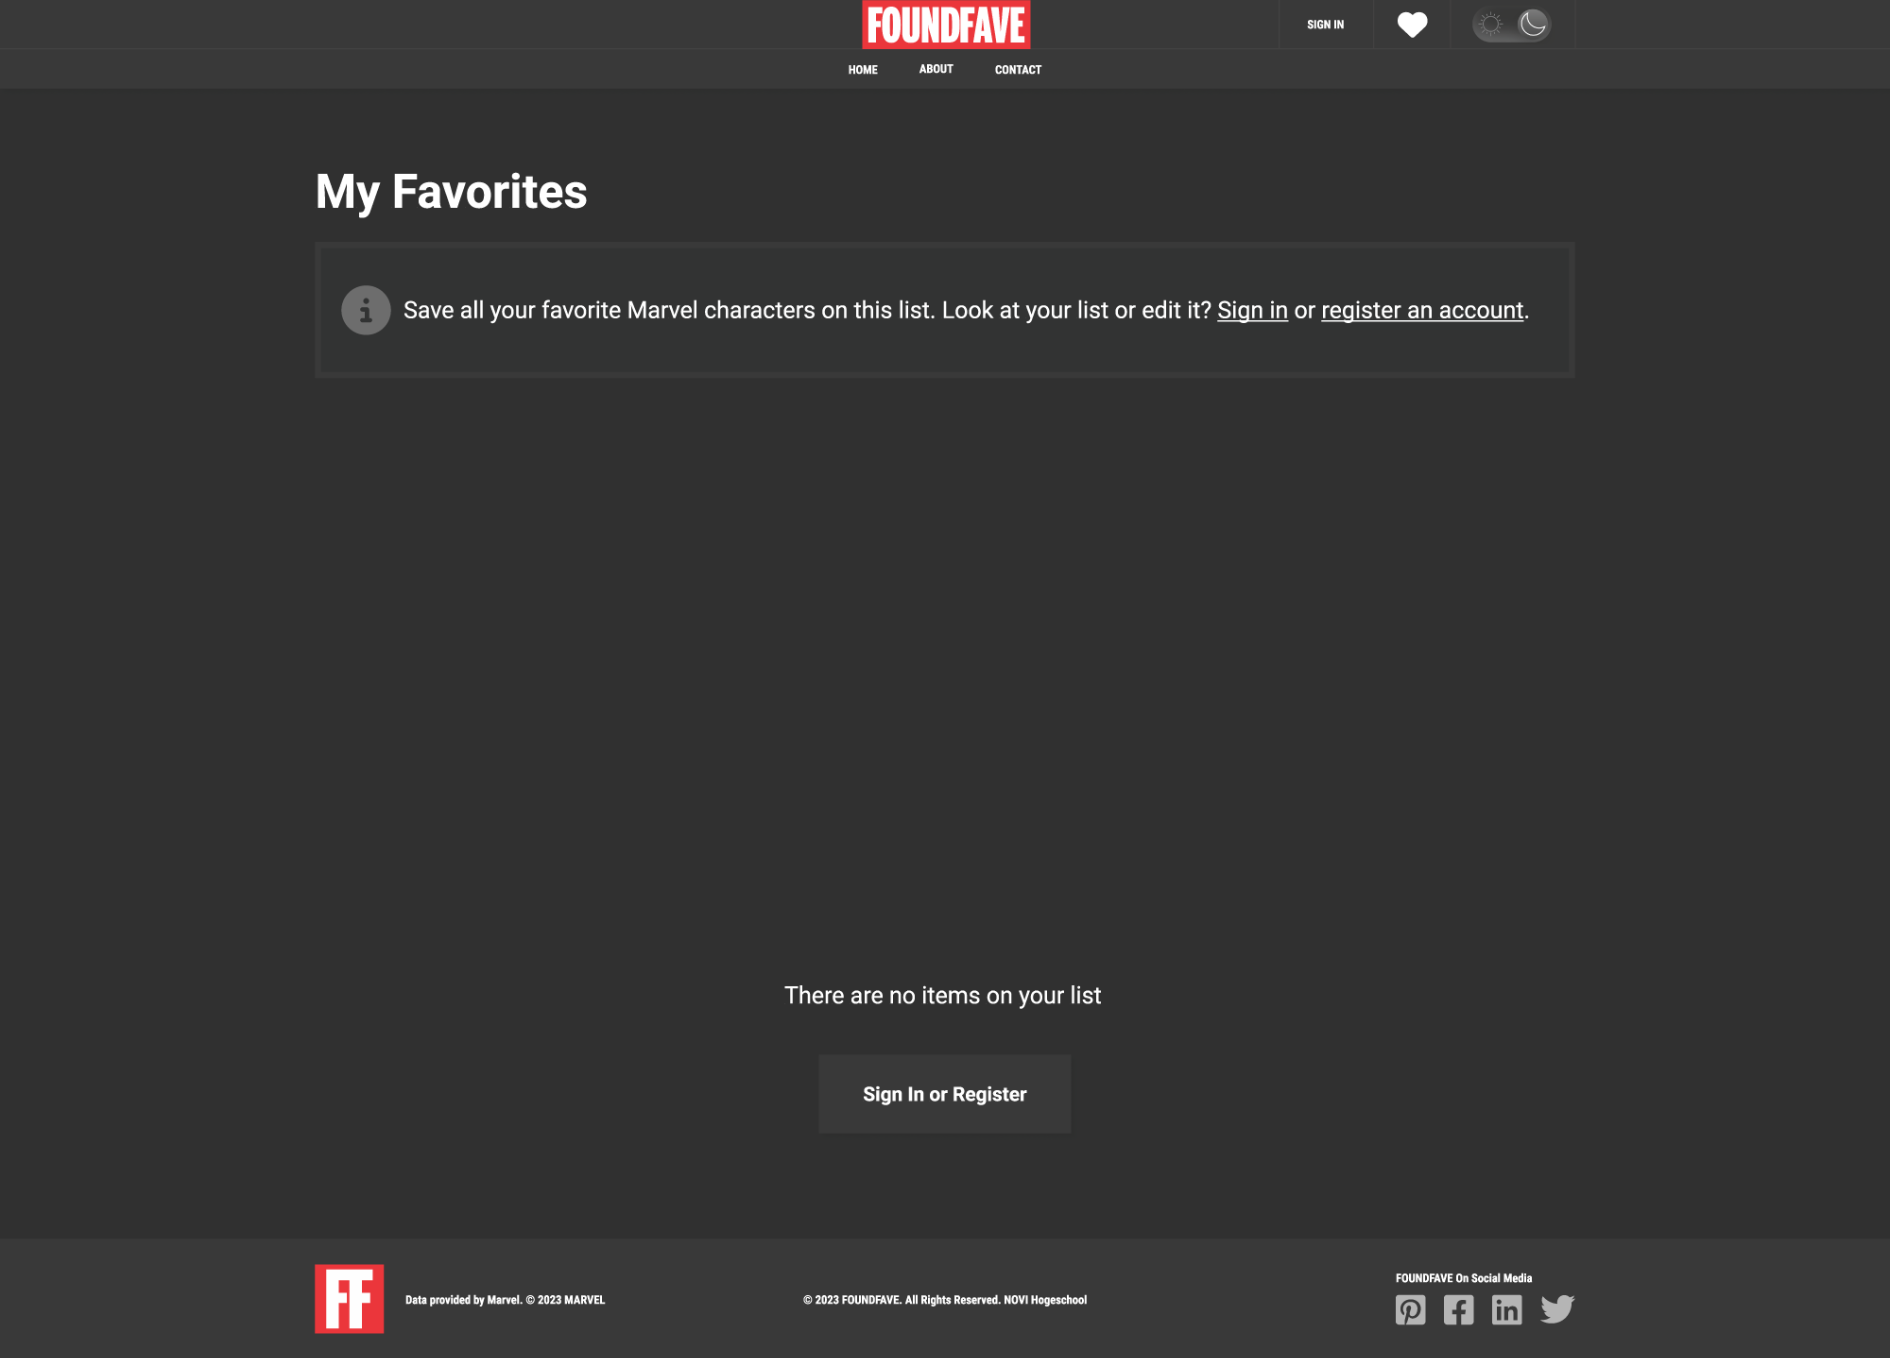 FOUNDFAVE
SIGN IN
HOME ABOUT CONTACT
My Favorites
Save all your favorite Marvel characters on this list. Look at your list or edit it? Sign in or register an account.
There are no items on your list
Sign In or Register
FF
Data provided by Marvel. © 2023 MARVEL
© 2023 FOUNDFAVE. All Rights Reserved. NOVI Hogeschool
FOUNDFAVE On Social Media